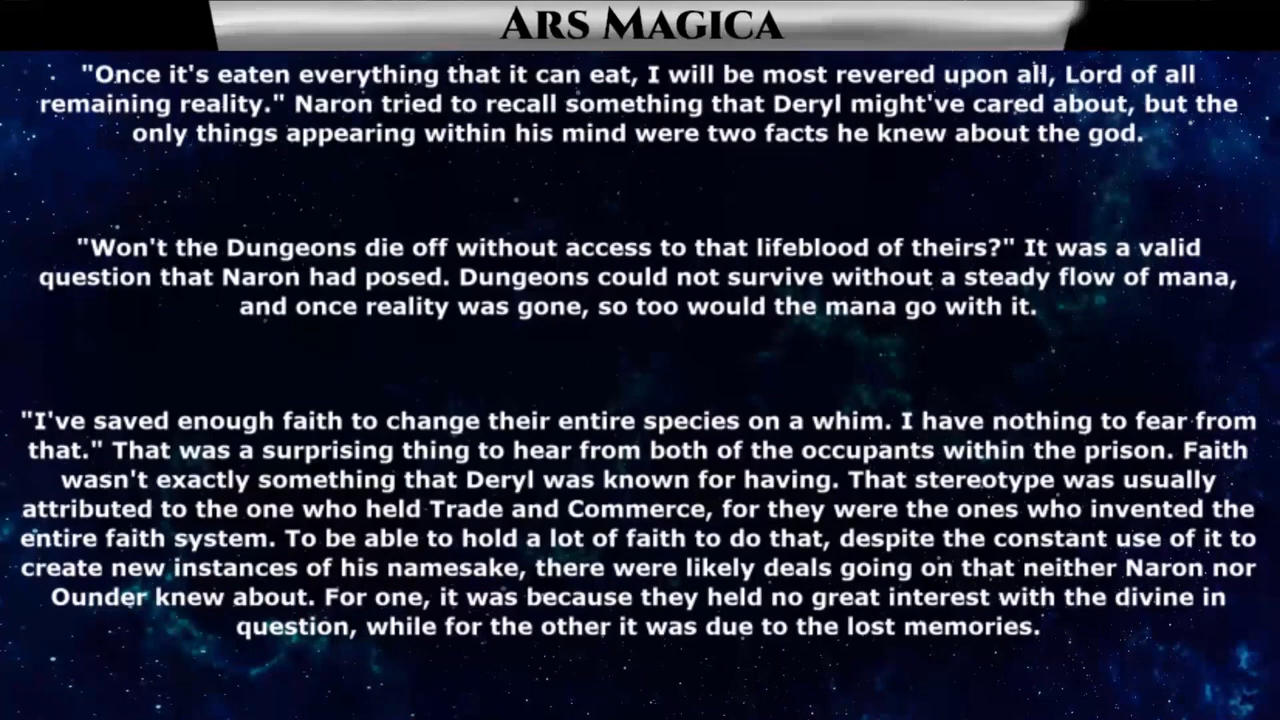 Ars Magica
"Once it's eaten everything that it can eat, I will be most revered upon all, Lord of all
remaining reality." Naron tried to recall something that Deryl might've cared about, but the
only things appearing within his mind were two facts he knew about the god.
"Won't the Dungeons die off without access to that lifeblood of theirs?" It was a valid
question that Naron had posed. Dungeons could not survive without a steady flow of mana,
and once reality was gone, so too would the mana go with it.
"I've saved enough faith to change their entire species on a whim. I have nothing to fear from
that." That was a surprising thing to hear from both of the occupants within the prison. Faith
wasn't exactly something that Deryl was known for having. That stereotype was usually
attributed to the one who held Trade and Commerce, for they were the ones who invented the
entire faith system. To be able to hold a lot of faith to do that, despite the constant use of it to
create new instances of his namesake, there were likely deals going on that neither Naron nor
Ounder knew about. For one, it was because they held no great interest with the divine in
question, while for the other it was due to the lost memories.